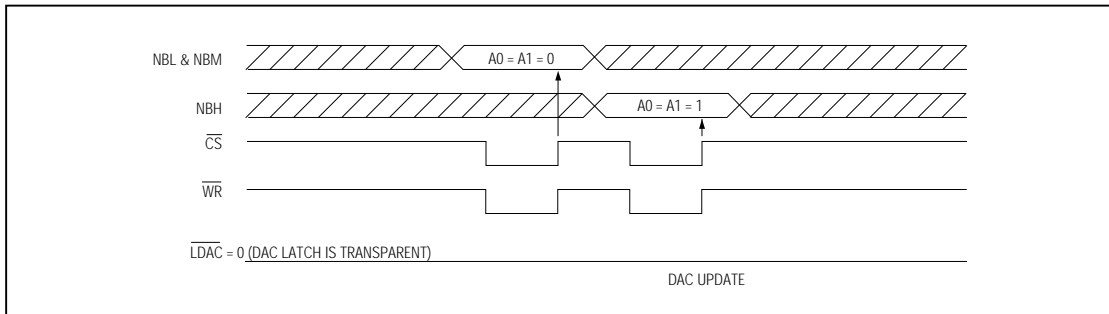 NBL & NBM
A0 = A1 = 0
NBH
A0 = A1 = 1
CS
WR
LDAC = 0 (DAC LATCH IS TRANSPARENT)
DAC UPDATE